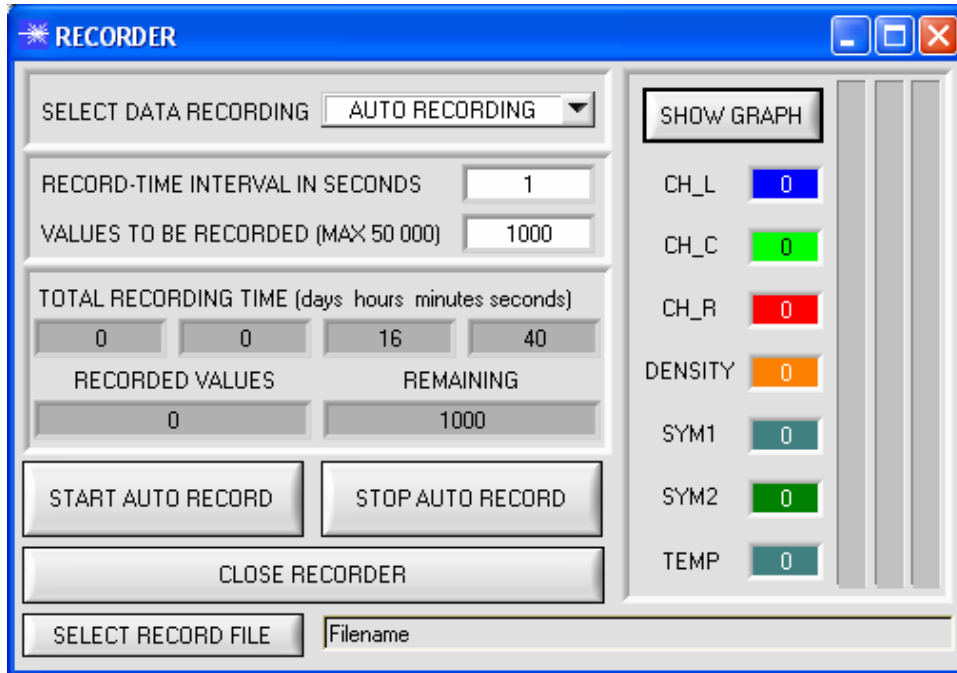 RECORDER
SELECT DATA RECORDING AUTO RECORDING
RECORD-TIME INTERVAL IN SECONDS 1
VALUES TO BE RECORDED (MAX 50 000) 1000
TOTAL RECORDING TIME (days hours minutes seconds)
0 0 16 40
RECORDED VALUES REMAINING
0 1000
START AUTO RECORD STOP AUTO RECORD
CLOSE RECORDER
SELECT RECORD FILE Filename
SHOW GRAPH
CH_L 0
CH_C 0
CH_R 0
DENSITY 0
SYM1 0
SYM2 0
TEMP 0